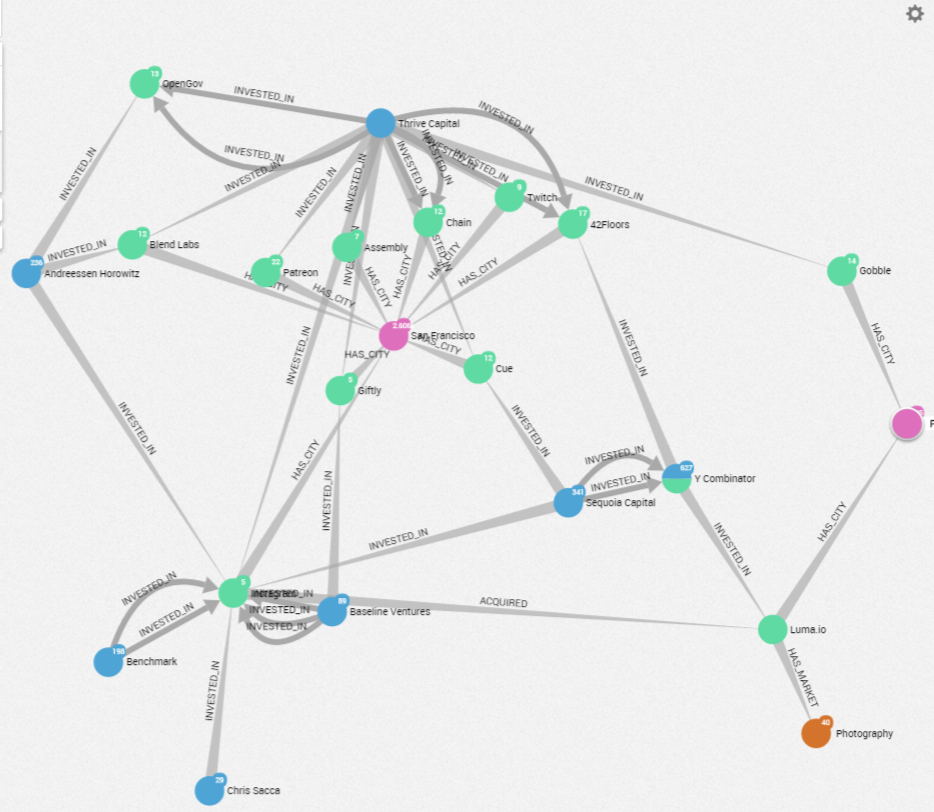 13
OpenGov
INVESTED_IN
INVESTED_IN
Thrive Capital
INVESTED_IN
INVESTED_IN
INVESTED_IN
INVESTED_IN
INVESTED_IN
INVESTED_IN
INVESTED_IN
INVESTED_IN
INVESTED_IN
INVESTED_IN
INVESTED_IN
9
Twitch
12
Chain
17
42Floors
12
Blend Labs
INVESTED_IN
236
Andreessen Horowitz
7
Assembly
22
Patreon
14
Gobble
HAS_CITY
HAS_CITY
HAS_CITY
HAS_CITY
HAS_CITY
HAS_CITY
San Francisco
HAS_CITY
HAS_CITY
HAS_CITY
12
Cue
5
Giftly
INVESTED_IN
INVESTED_IN
INVESTED_IN
INVESTED_IN
HAS_CITY
INVESTED_IN
INVESTED_IN
INVESTED_IN
627
Y Combinator
341
Sequoia Capital
INVESTED_IN
INVESTED_IN
INVESTED_IN
HAS_CITY
5
INVESTED_IN
INVESTED_IN
INVESTED_IN
INVESTED_IN
INVESTED_IN
89
Baseline Ventures
ACQUIRED
Luma.io
198
Benchmark
HAS_MARKET
INVESTED_IN
40
Photography
29
Chris Sacca